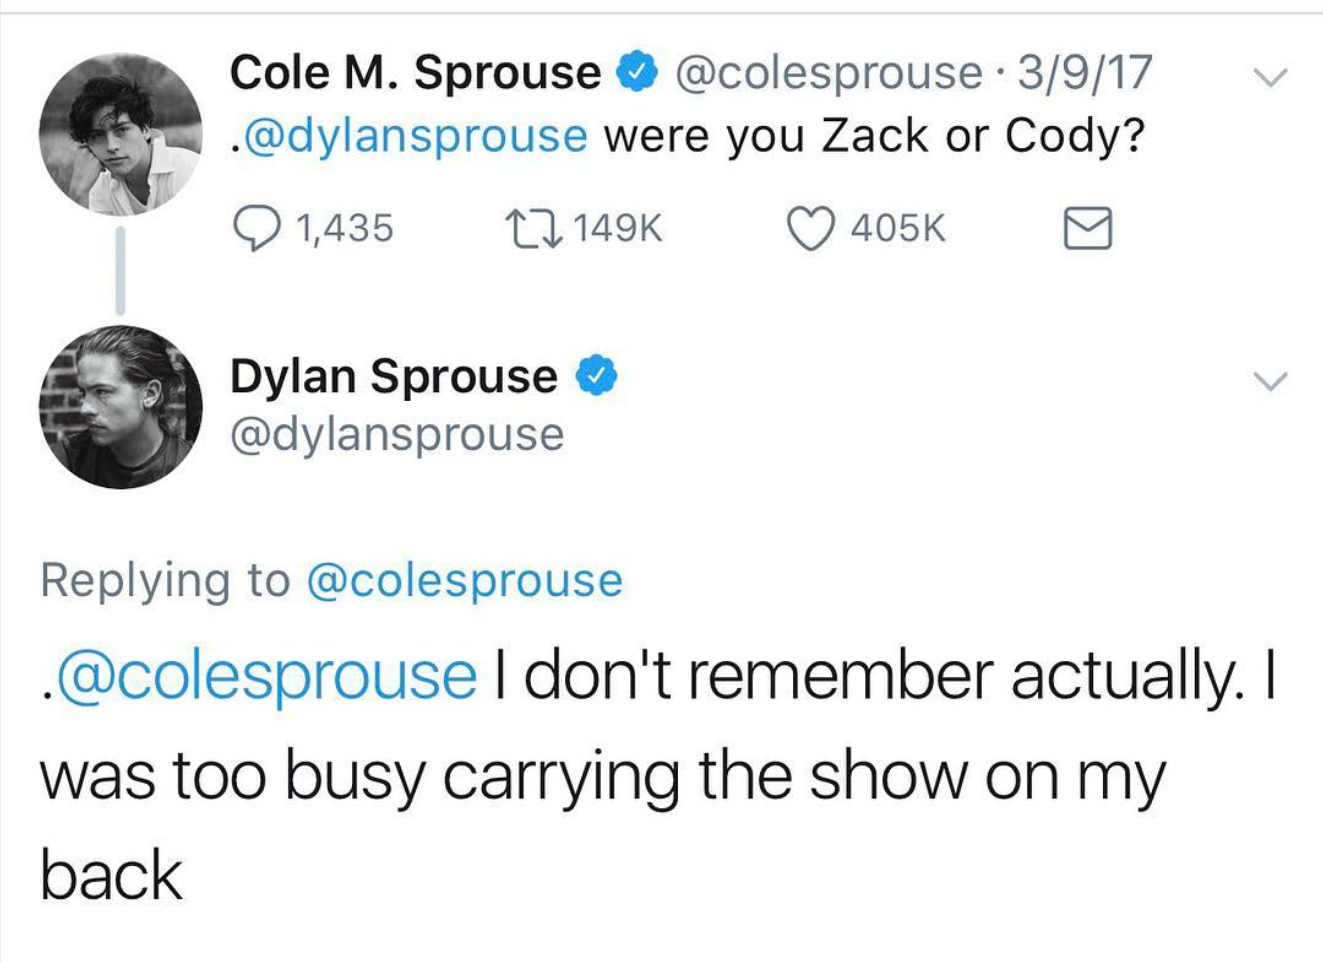 Cole M. Sprouse @colesprouse · 3/9/17
.@dylansprouse were you Zack or Cody?
1,435 149K 405K
Dylan Sprouse
@dylansprouse
Replying to @colesprouse
.@colesprouse I don't remember actually. I
was too busy carrying the show on my
back